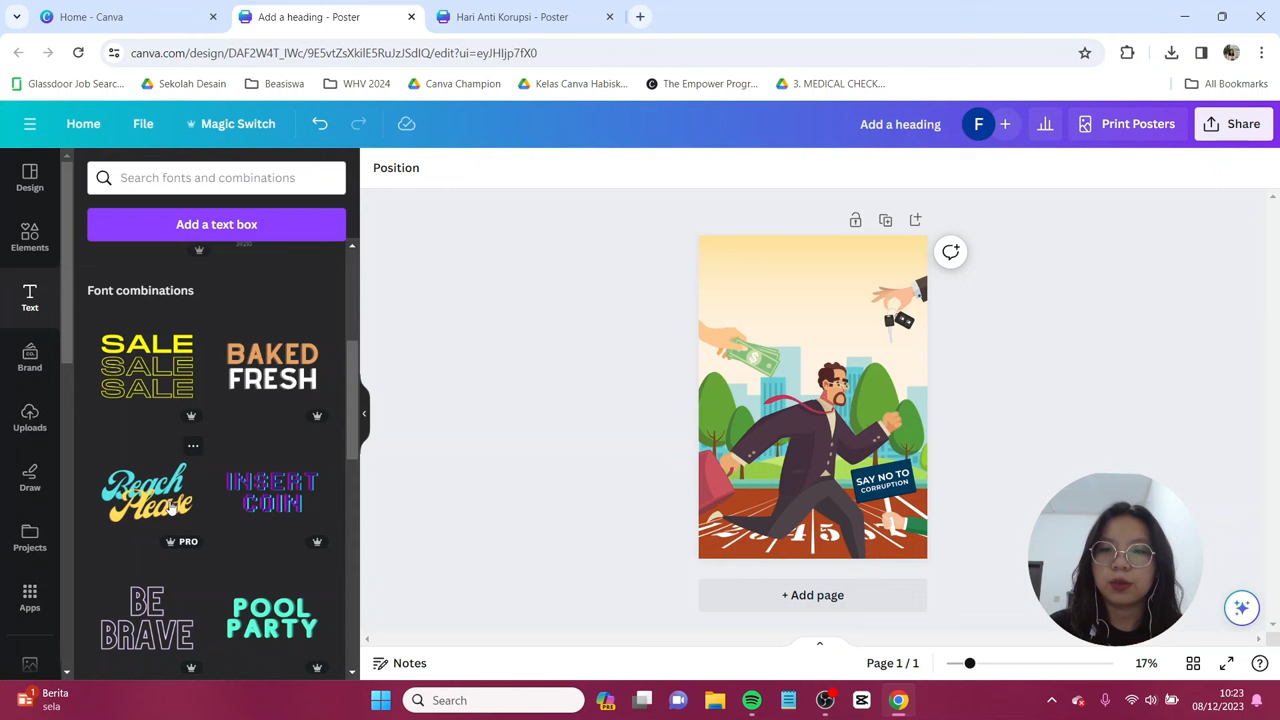 Home - Canva
Add a heading - Poster
Hari Anti Korupsi - Poster
canva.com/design/DAF2W4T_IWc/9E5vtZsXkilE5RuJzJSdIQ/edit?ui=eyJHIjp7fX0
Glassdoor Job Searc...
Sekolah Desain
Beasiswa
WHV 2024
Canva Champion
Kelas Canva Habisk...
The Empower Progr...
3. MEDICAL CHECK...
All Bookmarks
Home
File
Magic Switch
Add a heading
F
Print Posters
Share
Design
Elements
Text
Brand
Uploads
Draw
Projects
Apps
Search fonts and combinations
Add a text box
Font combinations
SALE
SALE
SALE
BAKED
FRESH
Beach
Please
PRO
INSERT
COIN
BE
BRAVE
POOL
PARTY
Position
SAY NO TO
CORRUPTION
+ Add page
Notes
Page 1 / 1
17%
Berita
sela
Search
10:23
08/12/2023